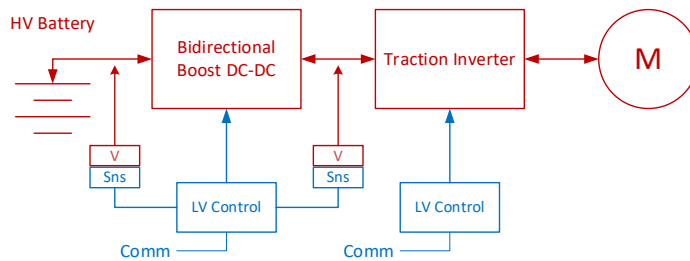 HV Battery
Bidirectional
Boost DC-DC
Traction Inverter
M
V
Sns
V
Sns
LV Control
LV Control
Comm
Comm